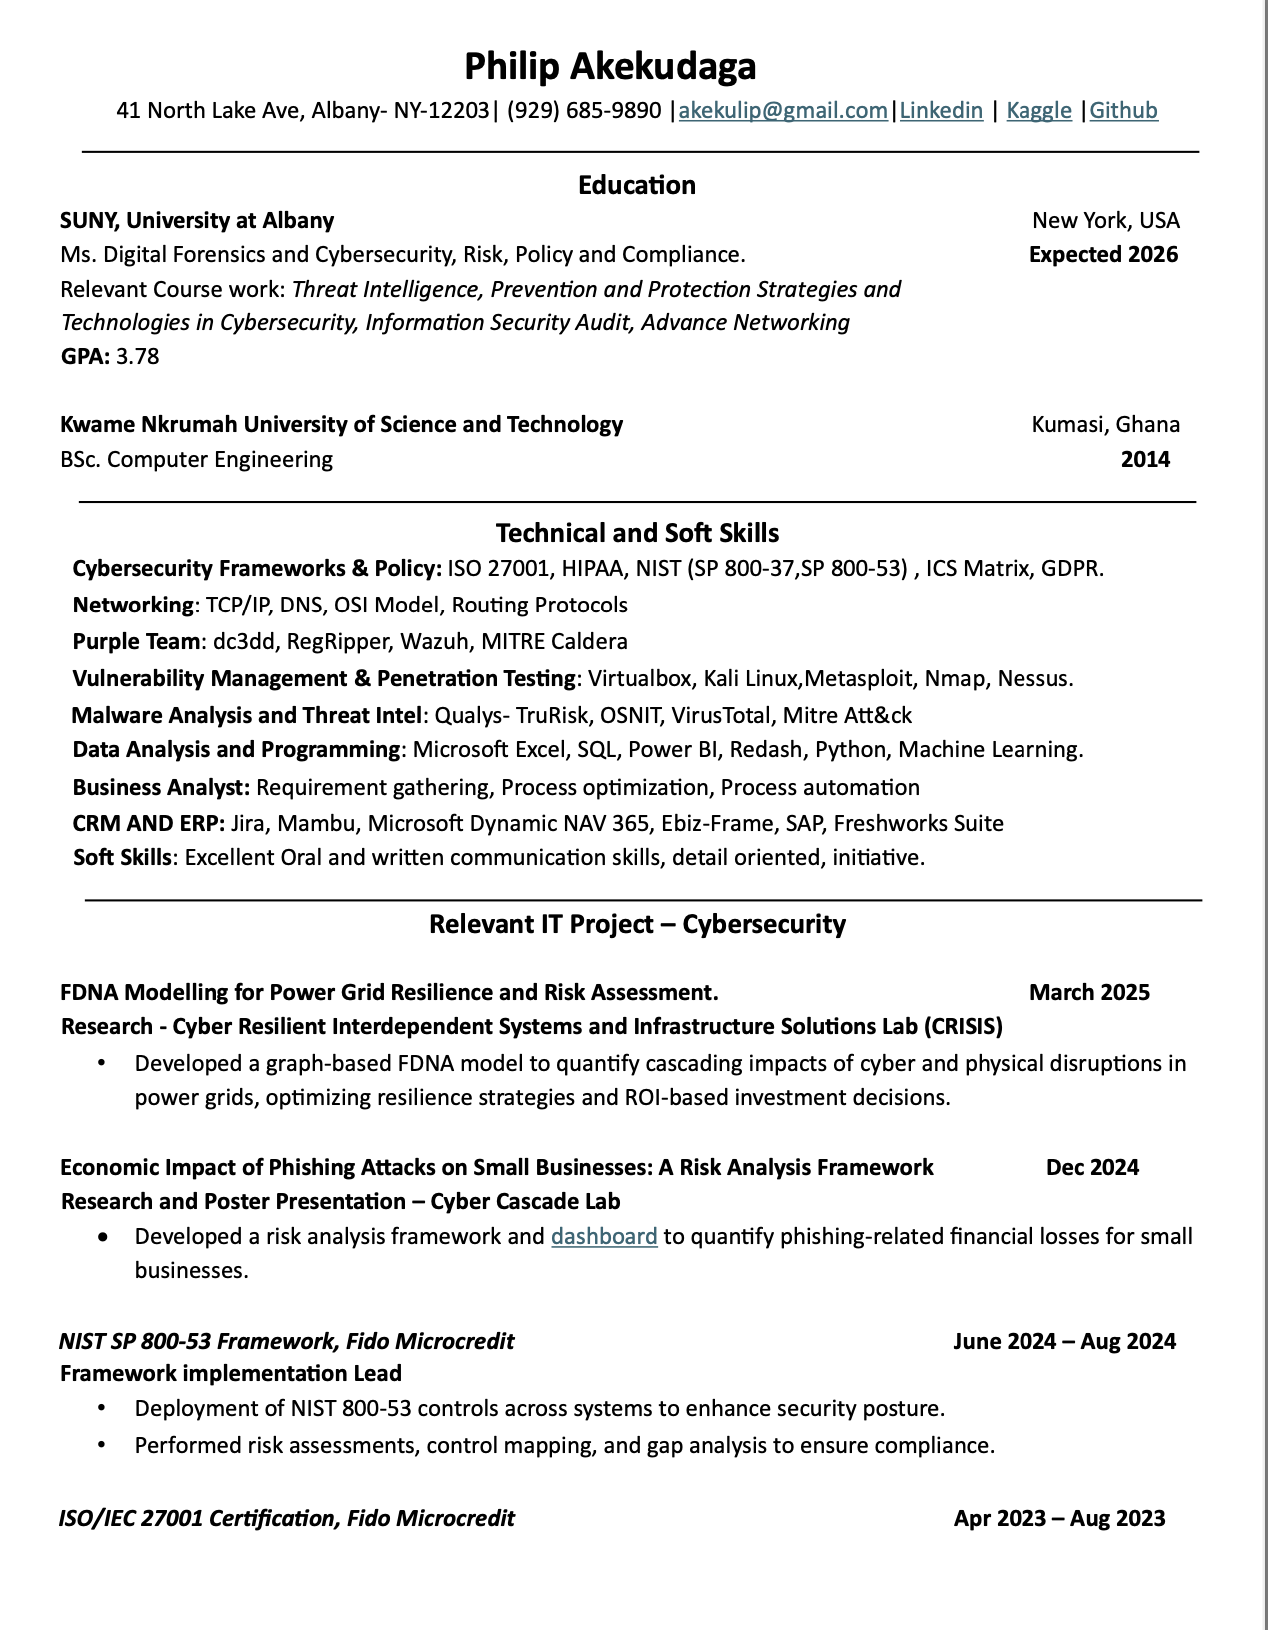 Philip Akekudaga
41 North Lake Ave, Albany- NY-12203| (929) 685-9890 |akekulip@gmail.com|Linkedin | Kaggle |Github
Education
SUNY, University at Albany New York, USA
Ms. Digital Forensics and Cybersecurity, Risk, Policy and Compliance. Expected 2026
Relevant Course work: Threat Intelligence, Prevention and Protection Strategies and
Technologies in Cybersecurity, Information Security Audit, Advance Networking
GPA: 3.78
Kwame Nkrumah University of Science and Technology Kumasi, Ghana
BSc. Computer Engineering 2014
Technical and Soft Skills
Cybersecurity Frameworks & Policy: ISO 27001, HIPAA, NIST (SP 800-37,SP 800-53) , ICS Matrix, GDPR.
Networking: TCP/IP, DNS, OSI Model, Routing Protocols
Purple Team: dc3dd, RegRipper, Wazuh, MITRE Caldera
Vulnerability Management & Penetration Testing: Virtualbox, Kali Linux,Metasploit, Nmap, Nessus.
Malware Analysis and Threat Intel: Qualys- TruRisk, OSNIT, VirusTotal, Mitre Att&ck
Data Analysis and Programming: Microsoft Excel, SQL, Power BI, Redash, Python, Machine Learning.
Business Analyst: Requirement gathering, Process optimization, Process automation
CRM AND ERP: Jira, Mambu, Microsoft Dynamic NAV 365, Ebiz-Frame, SAP, Freshworks Suite
Soft Skills: Excellent Oral and written communication skills, detail oriented, initiative.
Relevant IT Project – Cybersecurity
FDNA Modelling for Power Grid Resilience and Risk Assessment. March 2025
Research - Cyber Resilient Interdependent Systems and Infrastructure Solutions Lab (CRISIS)
• Developed a graph-based FDNA model to quantify cascading impacts of cyber and physical disruptions in
power grids, optimizing resilience strategies and ROI-based investment decisions.
Economic Impact of Phishing Attacks on Small Businesses: A Risk Analysis Framework Dec 2024
Research and Poster Presentation – Cyber Cascade Lab
• Developed a risk analysis framework and dashboard to quantify phishing-related financial losses for small
businesses.
NIST SP 800-53 Framework, Fido Microcredit June 2024 – Aug 2024
Framework implementation Lead
• Deployment of NIST 800-53 controls across systems to enhance security posture.
• Performed risk assessments, control mapping, and gap analysis to ensure compliance.
ISO/IEC 27001 Certification, Fido Microcredit Apr 2023 – Aug 2023